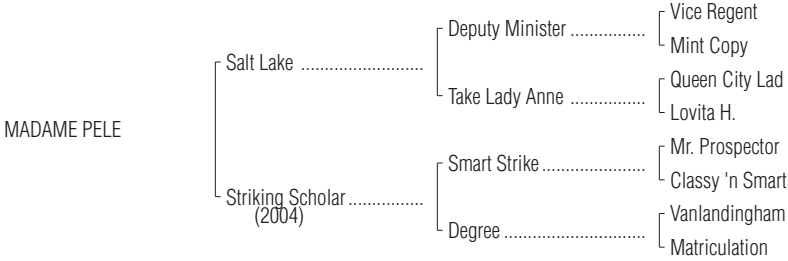 Vice Regent
Deputy Minister ................
Mint Copy
Salt Lake ..........................
Queen City Lad
Take Lady Anne ................
Lovita H.
MADAME PELE
Mr. Prospector
Smart Strike......................
Classy 'n Smart
Striking Scholar................
(2004)
Vanlandingham
Degree ..............................
Matriculation